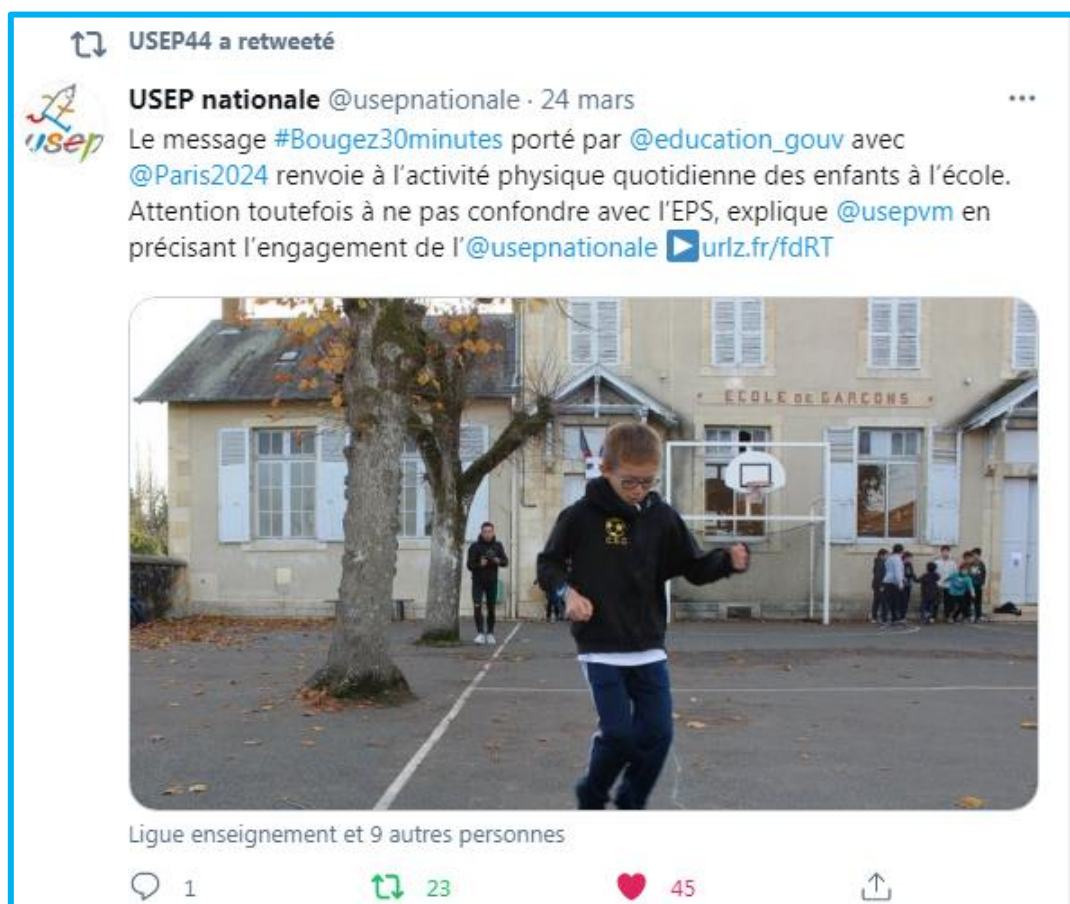 USEP44 a retweeté
USEP nationale @usepnationale · 24 mars
usep
Le message #Bougez30minutes porté par @education_gouv avec
@Paris2024 renvoie à l’activité physique quotidienne des enfants à l’école.
Attention toutefois à ne pas confondre avec l’EPS, explique @usepvm en
précisant l’engagement de l’@usepnationale ▶urlz.fr/fdRT
ECOLE DE GARCONS
Ligue enseignement et 9 autres personnes
1 23 45